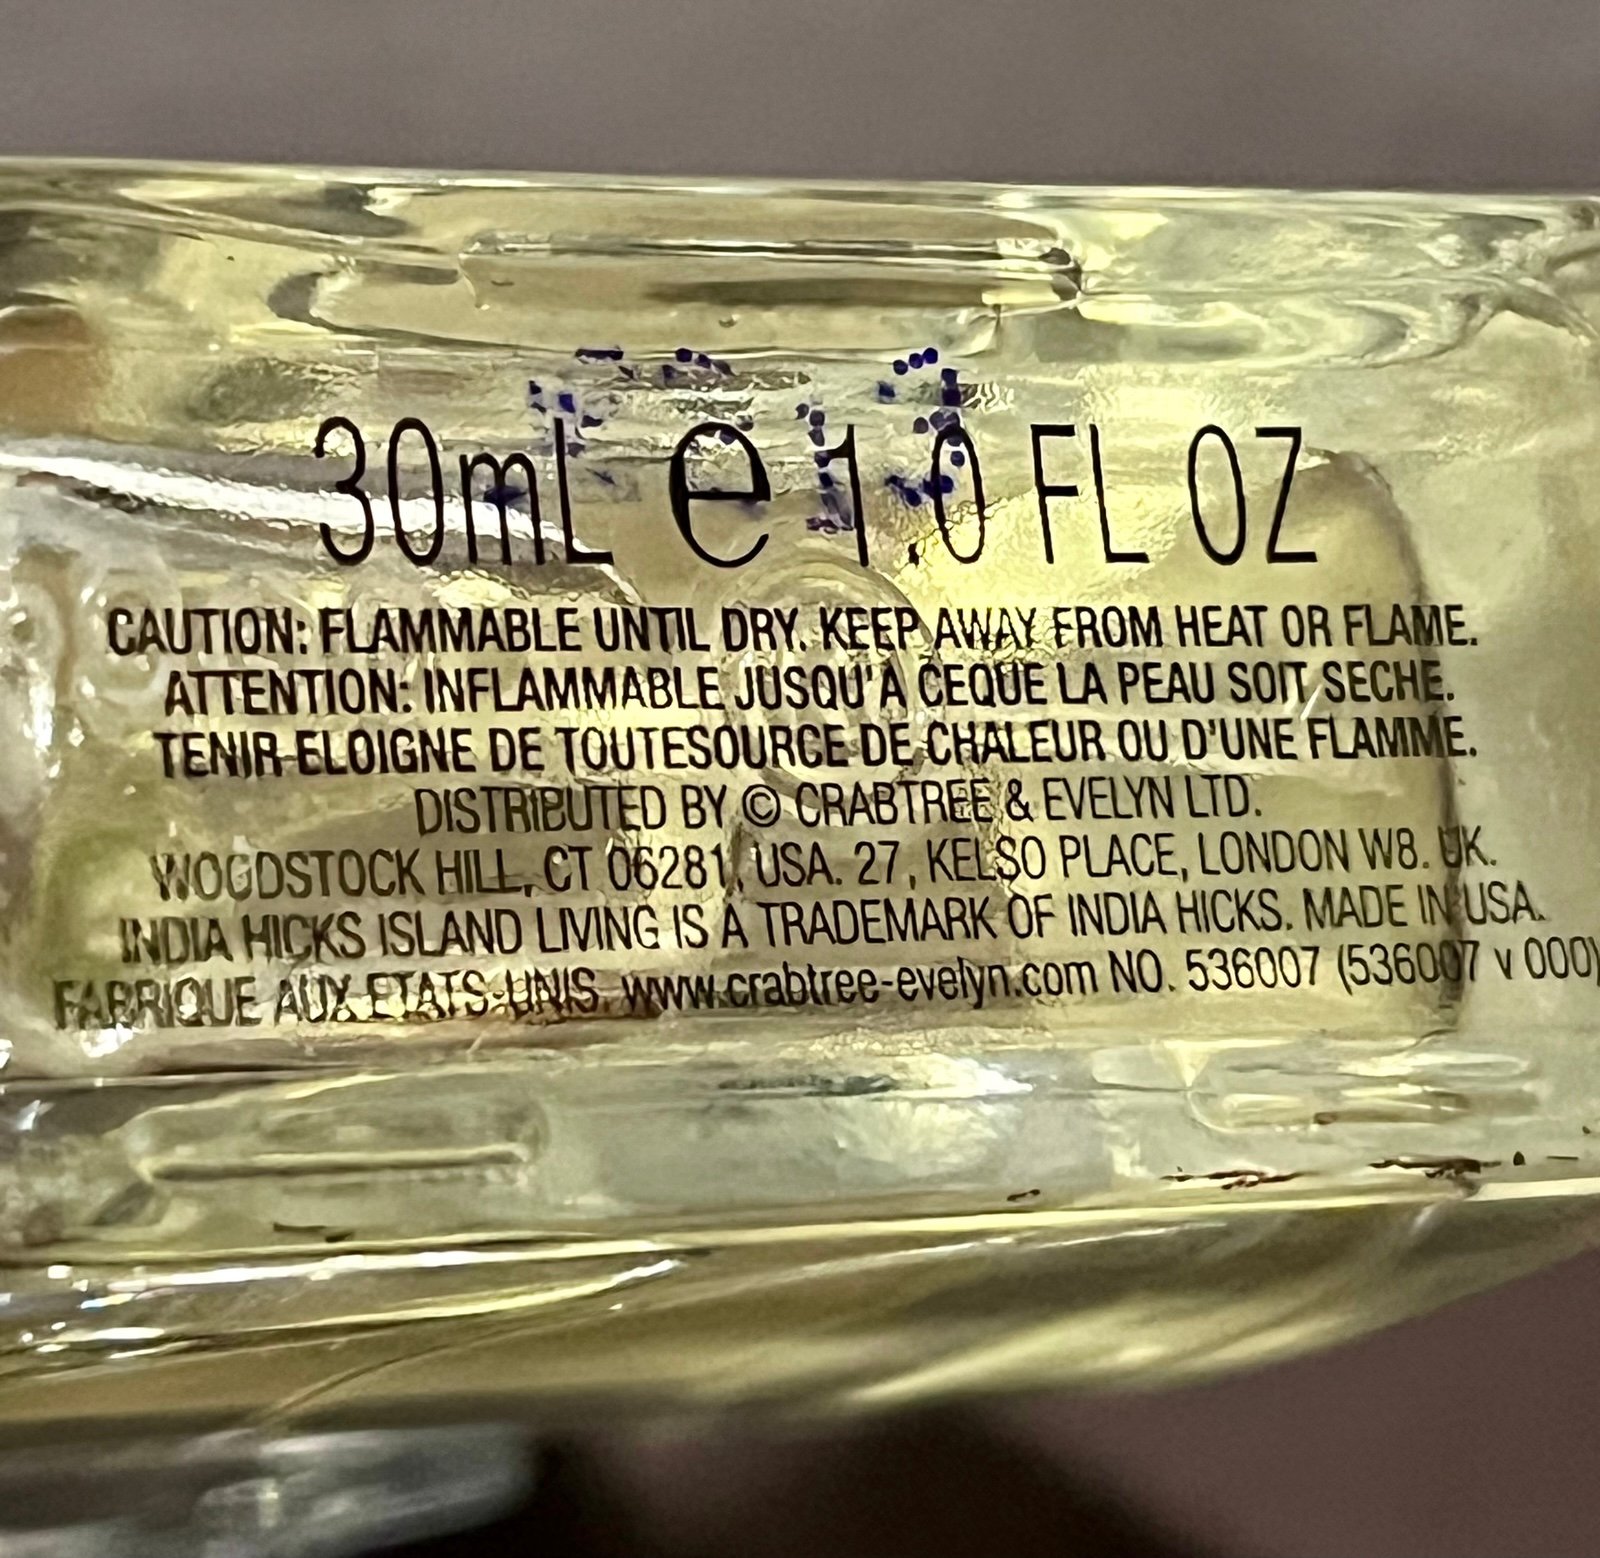 30mL e 1.0 FL OZ
CAUTION: FLAMMABLE UNTIL DRY. KEEP AWAY FROM HEAT OR FLAME.
ATTENTION: INFLAMMABLE JUSQU'A CEQUE LA PEAU SOIT SECHE.
TENIR ELOIGNE DE TOUTESOURCE DE CHALEUR OU D'UNE FLAMME.
DISTRIBUTED BY © CRABTREE & EVELYN LTD.
WOODSTOCK HILL, CT 06281, USA. 27, KELSO PLACE, LONDON W8. UK.
INDIA HICKS ISLAND LIVING IS A TRADEMARK OF INDIA HICKS. MADE IN USA.
FABRIQUE AUX ETATS-UNIS. www.crabtree-evelyn.com NO. 536007 (536007 v 000)